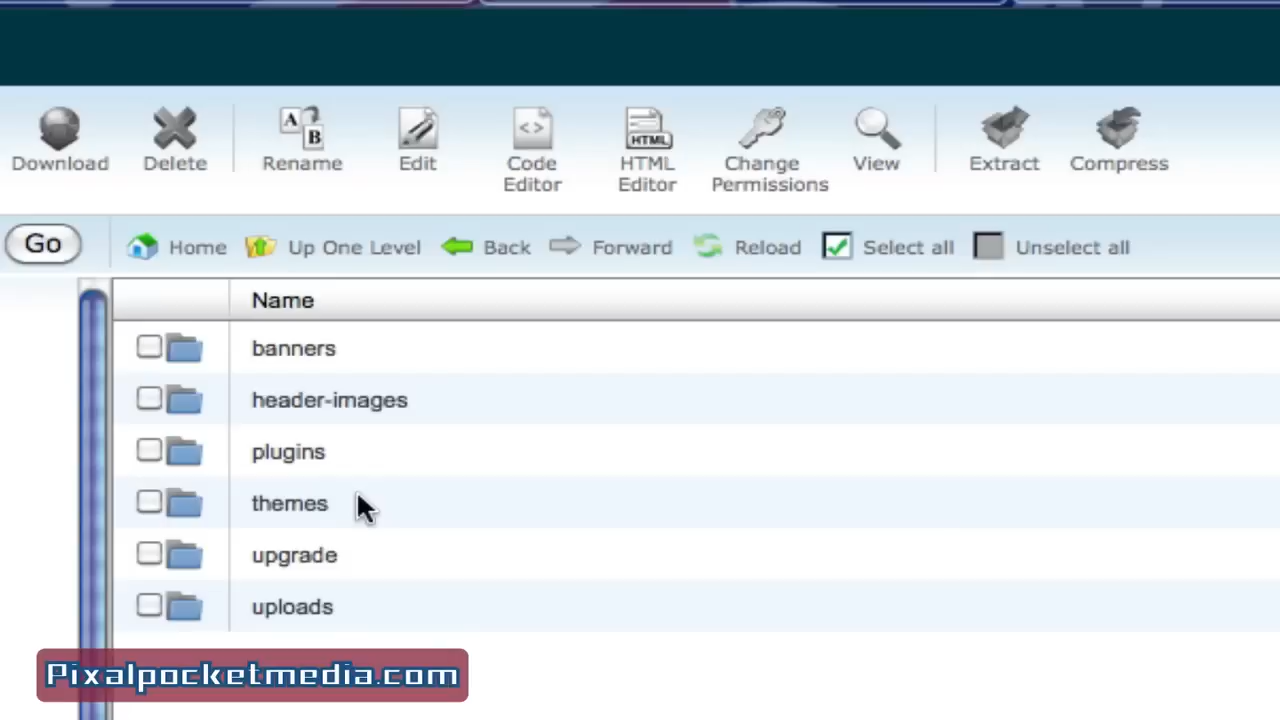 Download Delete Rename Edit Code Editor HTML Editor Change Permissions View Extract Compress
Go Home Up One Level Back Forward Reload Select all Unselect all
Name
banners
header-images
plugins
themes
upgrade
uploads
Pixalpocketmedia.com